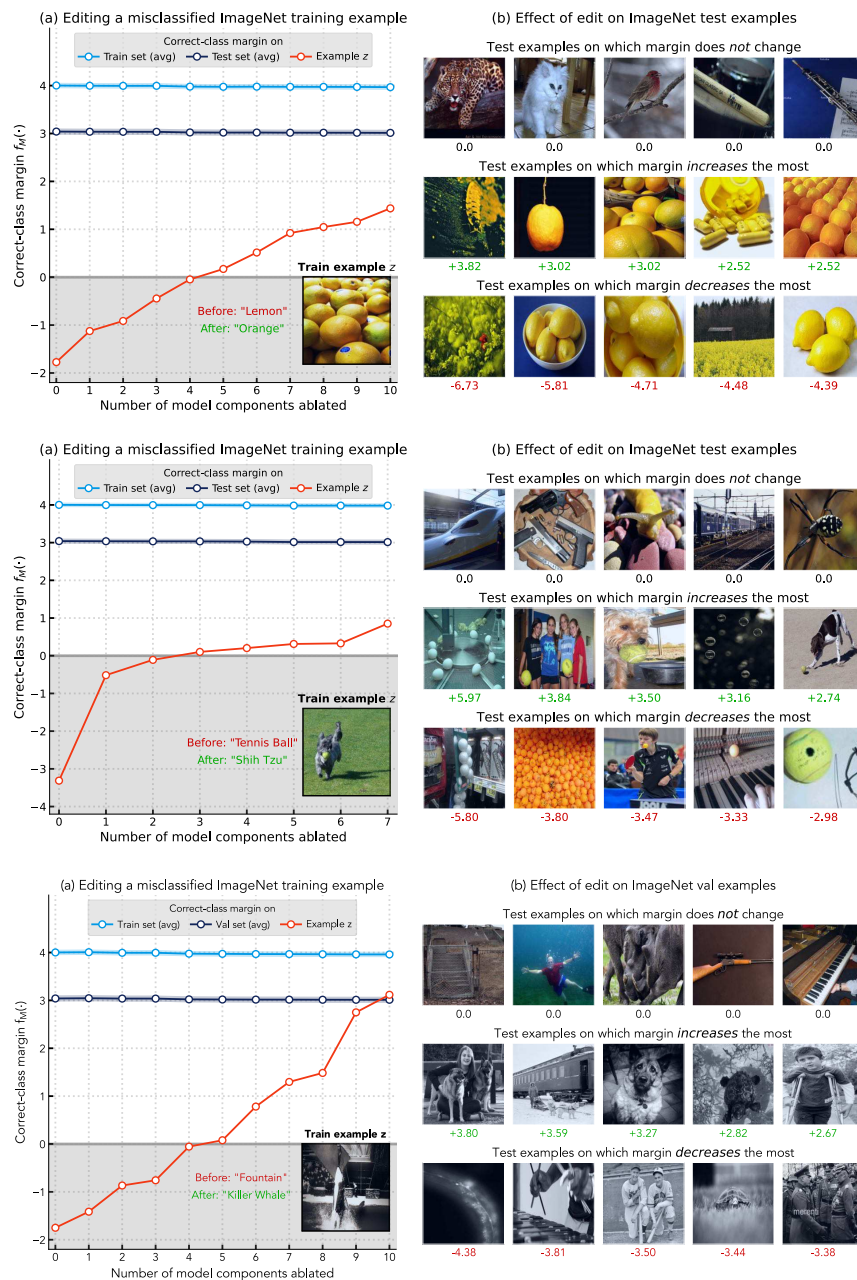 (a) Editing a misclassified ImageNet training example
Correct-class margin on
Train set (avg) Test set (avg) Example z
Correct-class margin f_M(·)
4
3
2
1
0
−1
−2
Train example z
Before: "Lemon"
After: "Orange"
0 1 2 3 4 5 6 7 8 9 10
Number of model components ablated
(b) Effect of edit on ImageNet test examples
Test examples on which margin does not change
0.0 0.0 0.0 0.0 0.0
Test examples on which margin increases the most
+3.82 +3.02 +3.02 +2.52 +2.52
Test examples on which margin decreases the most
-6.73 -5.81 -4.71 -4.48 -4.39
(a) Editing a misclassified ImageNet training example
Correct-class margin on
Train set (avg) Test set (avg) Example z
Correct-class margin f_M(·)
4
3
2
1
0
−1
−2
−3
−4
Train example z
Before: "Tennis Ball"
After: "Shih Tzu"
0 1 2 3 4 5 6 7
Number of model components ablated
(b) Effect of edit on ImageNet test examples
Test examples on which margin does not change
0.0 0.0 0.0 0.0 0.0
Test examples on which margin increases the most
+5.97 +3.84 +3.50 +3.16 +2.74
Test examples on which margin decreases the most
-5.80 -3.80 -3.47 -3.33 -2.98
(a) Editing a misclassified ImageNet training example
Correct-class margin on
Train set (avg) Val set (avg) Example z
Correct-class margin f_M(·)
4
3
2
1
0
−1
−2
Train example z
Before: "Fountain"
After: "Killer Whale"
0 1 2 3 4 5 6 7 8 9 10
Number of model components ablated
(b) Effect of edit on ImageNet val examples
Test examples on which margin does not change
0.0 0.0 0.0 0.0 0.0
Test examples on which margin increases the most
+3.80 +3.59 +3.27 +2.82 +2.67
Test examples on which margin decreases the most
-4.38 -3.81 -3.50 -3.44 -3.38